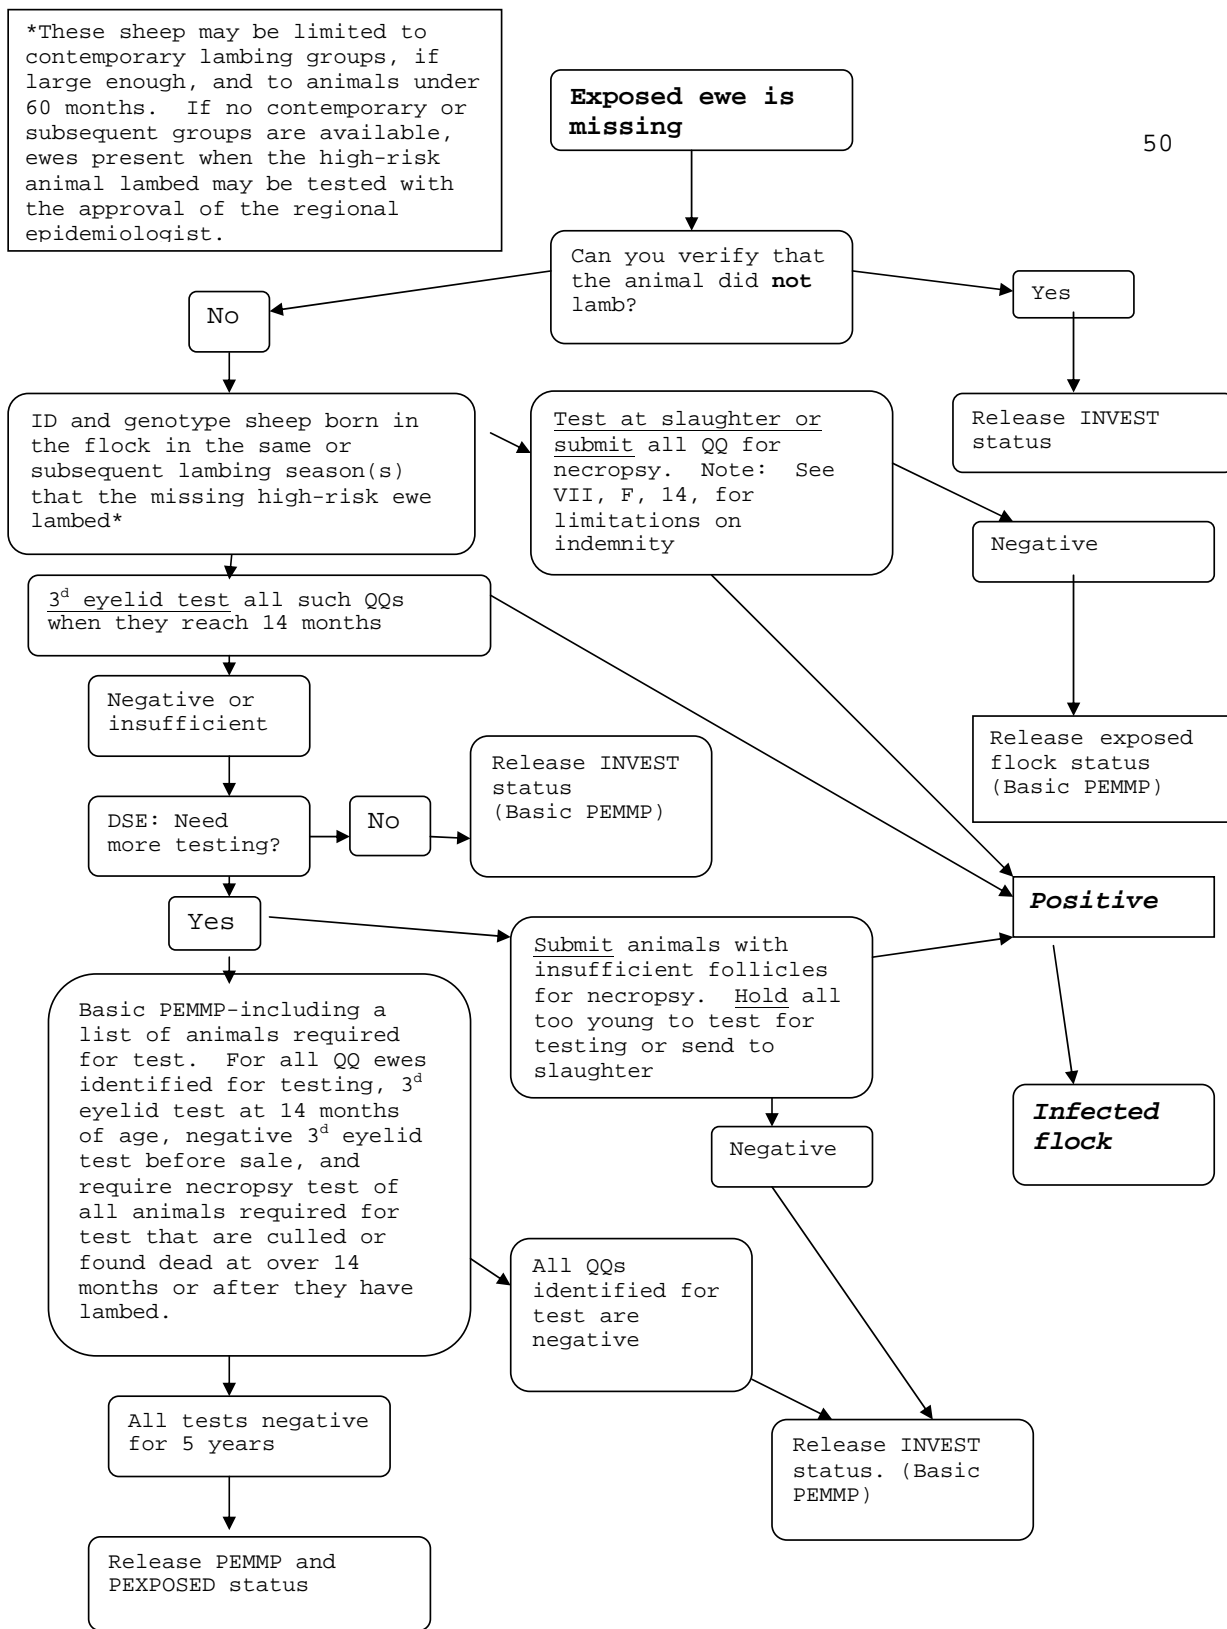 *These sheep may be limited to
contemporary lambing groups, if
large enough, and to animals under
60 months.  If no contemporary or
subsequent groups are available,
ewes present when the high-risk
animal lambed may be tested with
the approval of the regional
epidemiologist.
Exposed ewe is
missing
50
Can you verify that
the animal did not
lamb?
No
Yes
ID and genotype sheep born in
the flock in the same or
subsequent lambing season(s)
that the missing high-risk ewe
lambed*
Test at slaughter or
submit all QQ for
necropsy.  Note:  See
VII, F, 14, for
limitations on
indemnity
Release INVEST
status
Negative
3d eyelid test all such QQs
when they reach 14 months
Negative or
insufficient
Release exposed
flock status
(Basic PEMMP)
Release INVEST
status
(Basic PEMMP)
DSE: Need
more testing?
No
Yes
Positive
Submit animals with
insufficient follicles
for necropsy.  Hold all
too young to test for
testing or send to
slaughter
Basic PEMMP-including a
list of animals required
for test.  For all QQ ewes
identified for testing, 3d
eyelid test at 14 months
of age, negative 3d eyelid
test before sale, and
require necropsy test of
all animals required for
test that are culled or
found dead at over 14
months or after they have
lambed.
Infected
flock
Negative
All QQs
identified for
test are
negative
All tests negative
for 5 years
Release INVEST
status. (Basic
PEMMP)
Release PEMMP and
PEXPOSED status